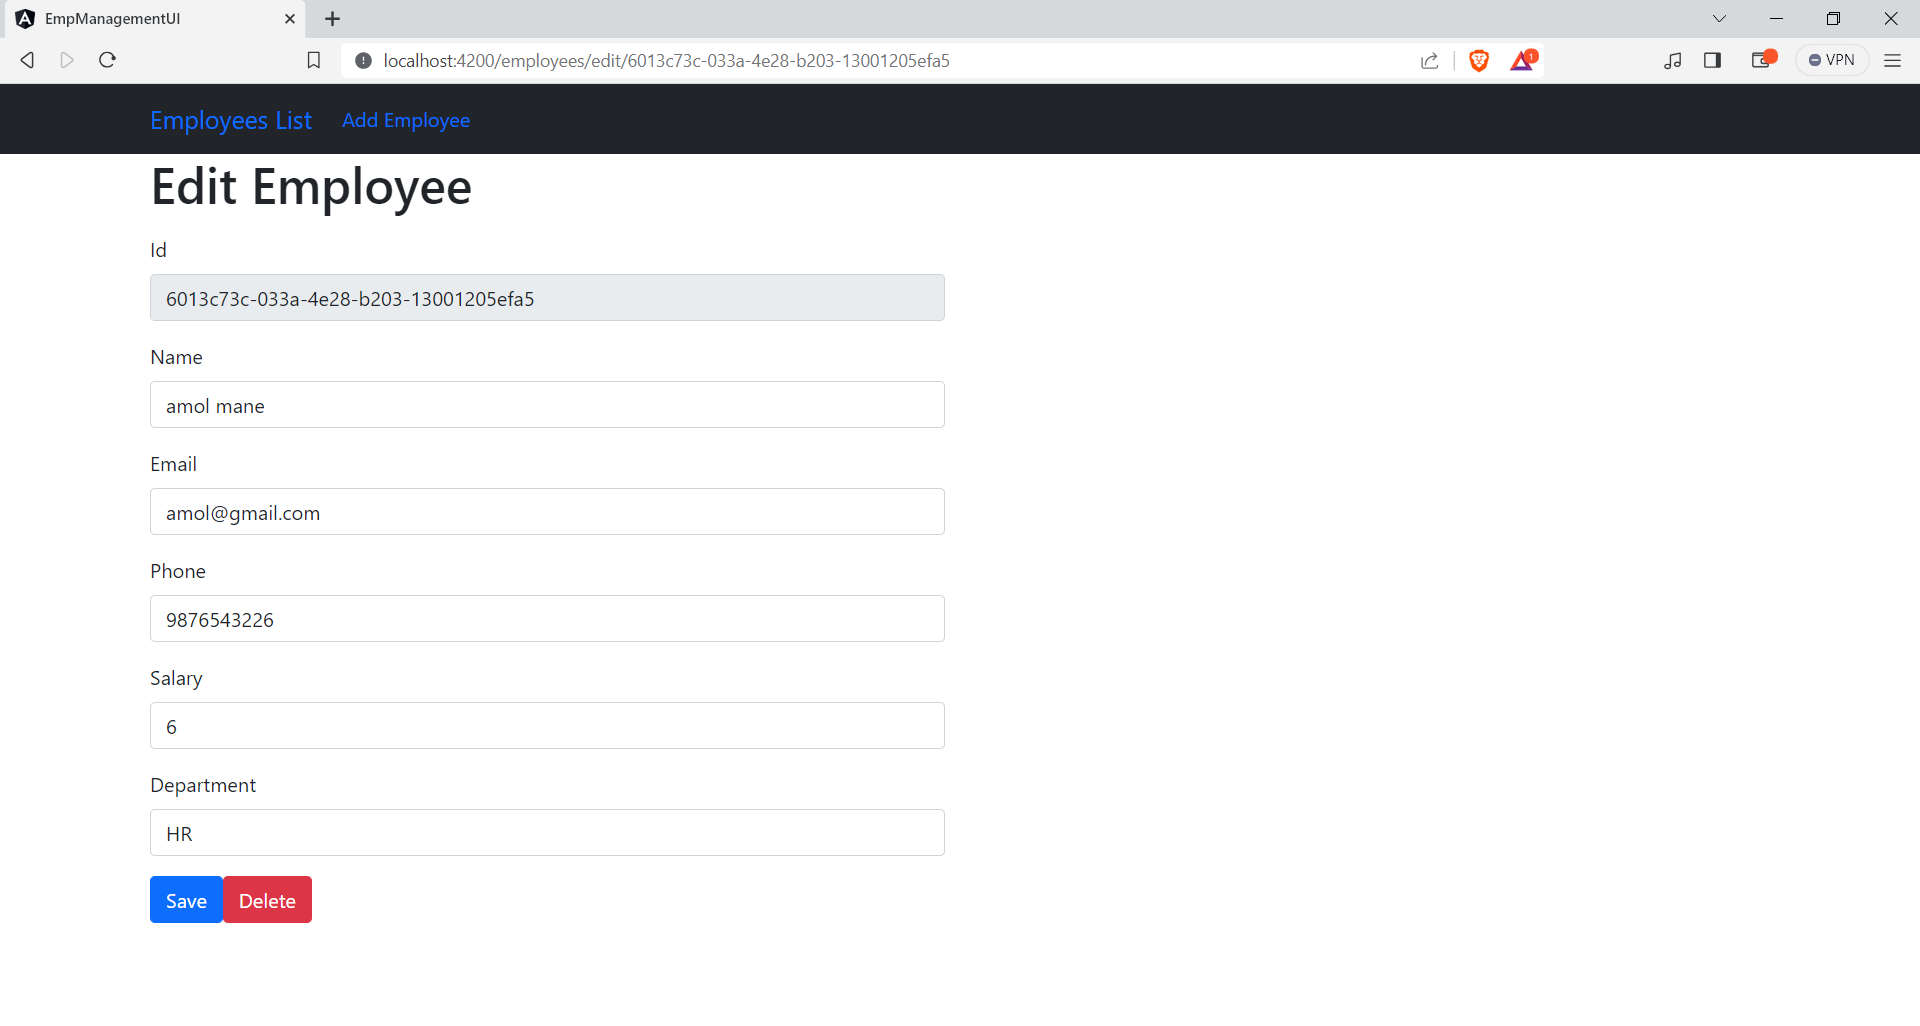 EmpManagementUI
localhost:4200/employees/edit/6013c73c-033a-4e28-b203-13001205efa5
1
VPN
Employees List Add Employee
Edit Employee
Id
6013c73c-033a-4e28-b203-13001205efa5
Name
amol mane
Email
amol@gmail.com
Phone
9876543226
Salary
6
Department
HR
Save Delete